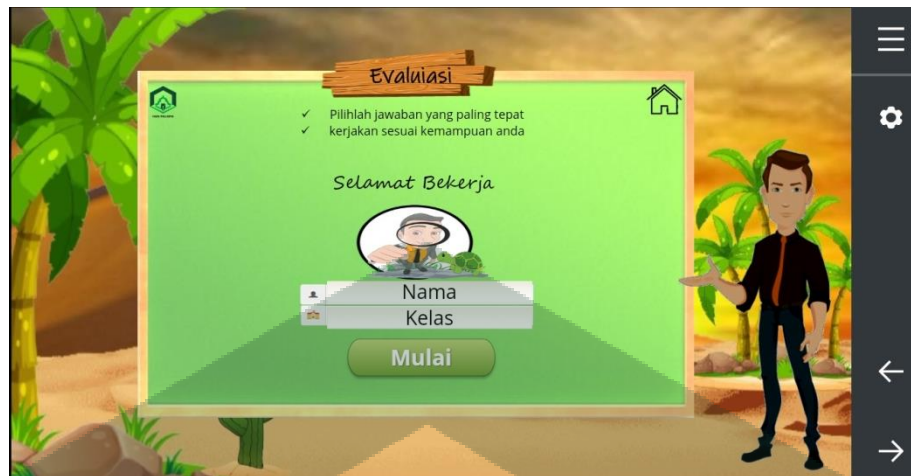 Evaluiasi
✓ Pilihlah jawaban yang paling tepat
✓ kerjakan sesuai kemampuan anda
Selamat Bekerja
Nama
Kelas
Mulai